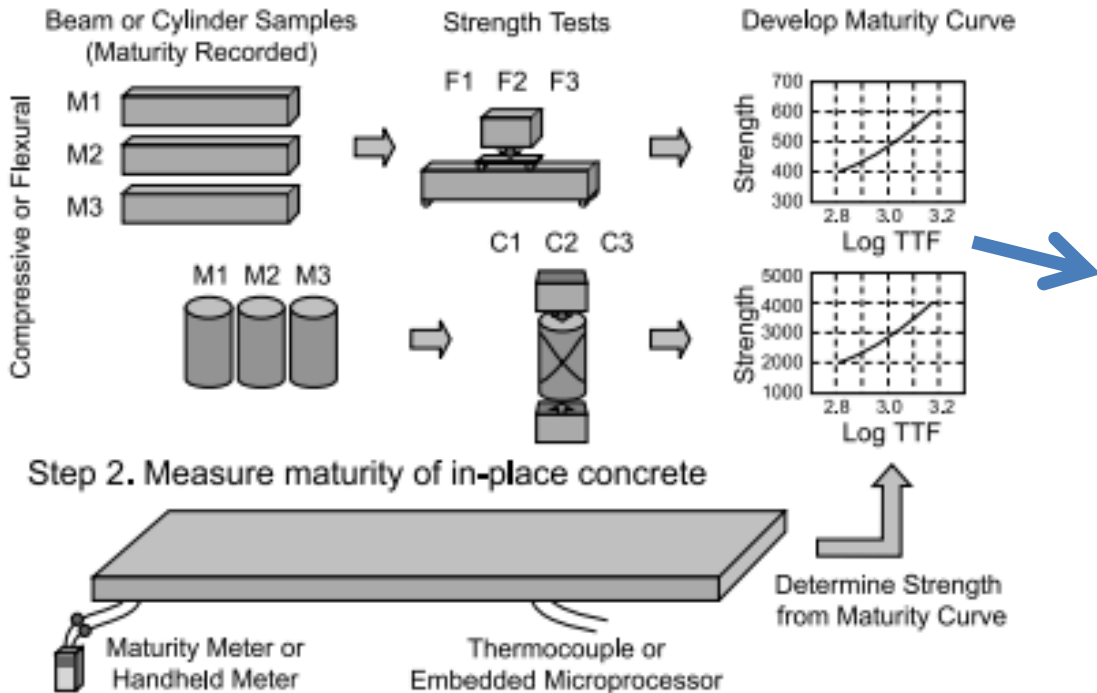 Beam or Cylinder Samples
(Maturity Recorded)
Strength Tests
Develop Maturity Curve
Compressive or Flexural
M1
M2
M3
F1 F2 F3
Strength
700
600
500
400
300
2.8 3.0 3.2
Log TTF
M1 M2 M3
C1 C2 C3
Strength
5000
4000
3000
2000
1000
2.8 3.0 3.2
Log TTF
Step 2. Measure maturity of in-place concrete
Maturity Meter or
Handheld Meter
Thermocouple or
Embedded Microprocessor
Determine Strength
from Maturity Curve